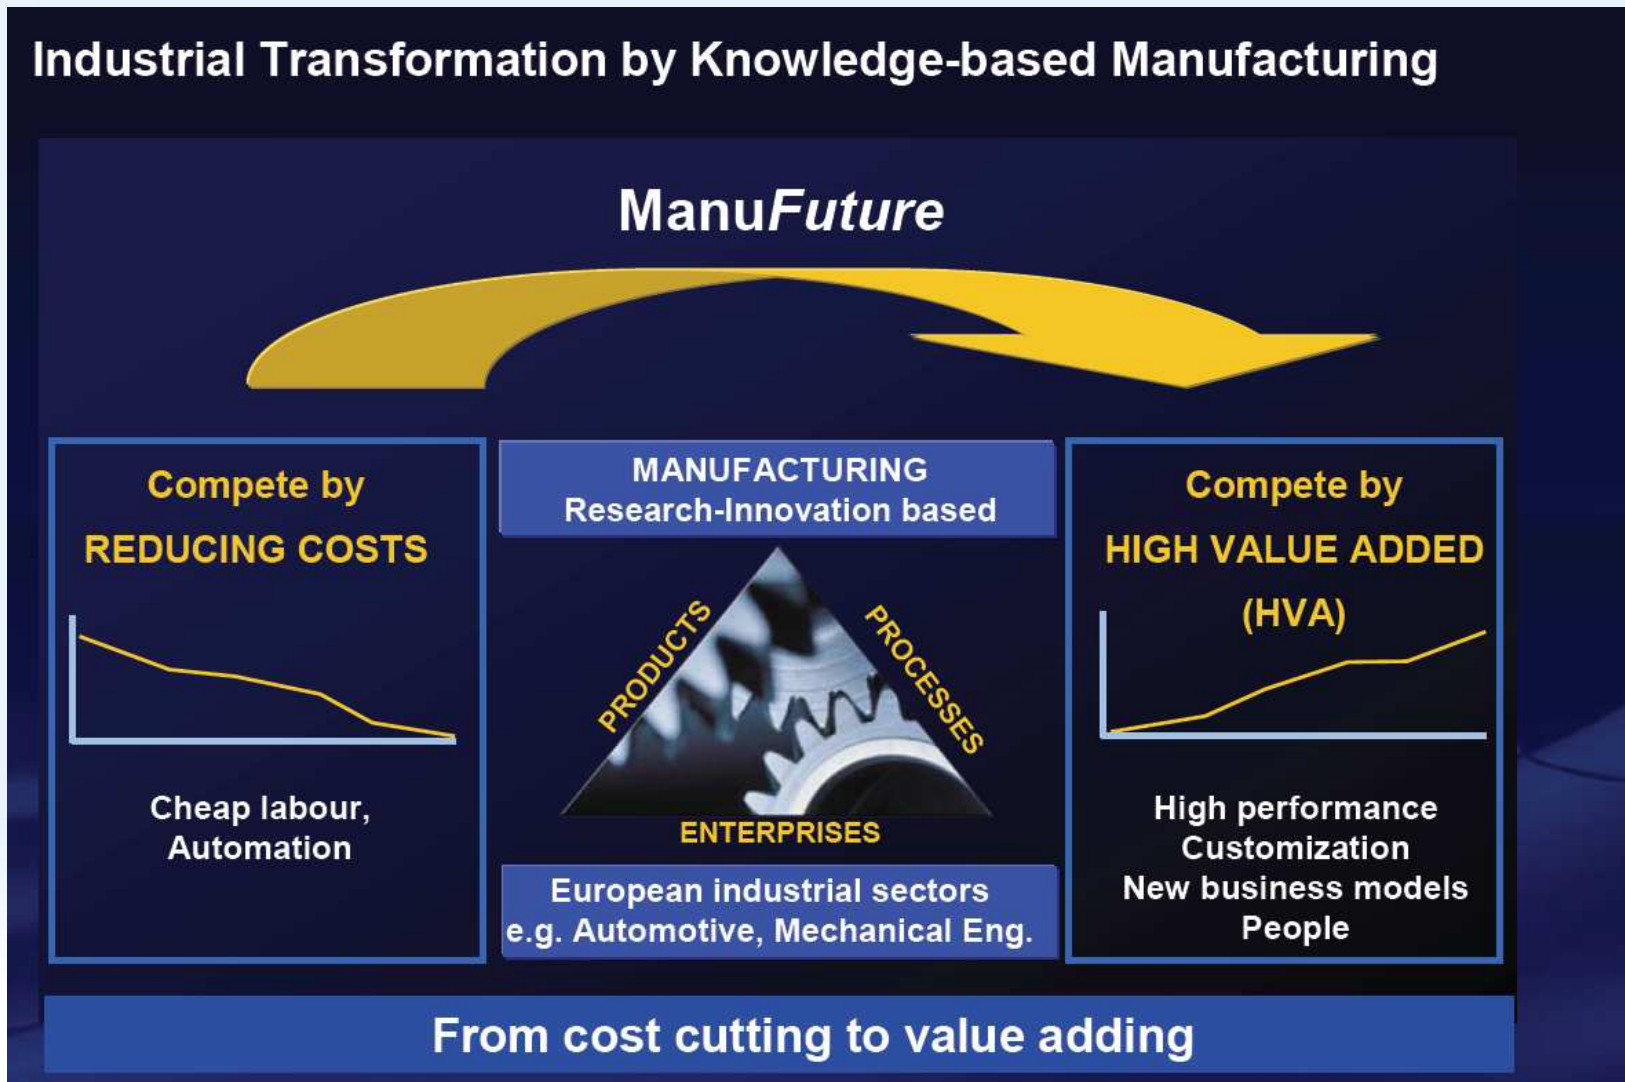 Industrial Transformation by Knowledge-based Manufacturing
ManuFuture
Compete by
REDUCING COSTS
Cheap labour,
Automation
MANUFACTURING
Research-Innovation based
PRODUCTS
PROCESSES
ENTERPRISES
European industrial sectors
e.g. Automotive, Mechanical Eng.
Compete by
HIGH VALUE ADDED
(HVA)
High performance
Customization
New business models
People
From cost cutting to value adding